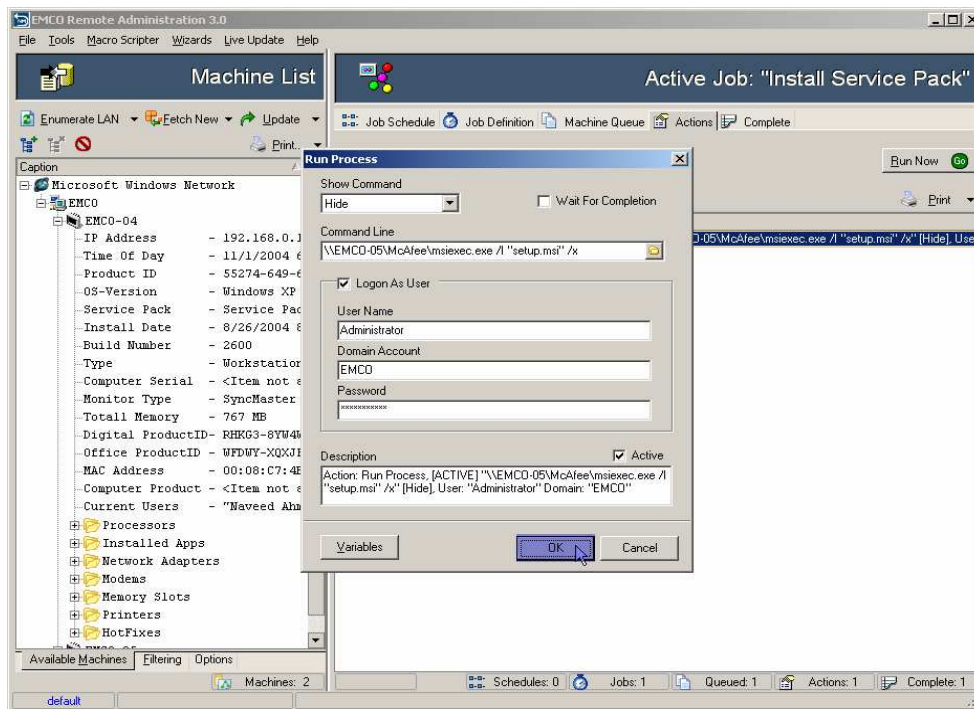 EMCO Remote Administration 3.0
File Tools Macro Scripter Wizards Live Update Help
Machine List
Active Job: "Install Service Pack"
Enumerate LAN Fetch New Update
Job Schedule Job Definition Machine Queue Actions Complete
Print..
Run Now Go
Print
Caption
Microsoft Windows Network
EMCO
EMCO-04
IP Address - 192.168.0.1
Time Of Day - 11/1/2004 6
Product ID - 55274-649-6
OS-Version - Windows XP
Service Pack - Service Pac
Install Date - 8/26/2004 8
Build Number - 2600
Type - Workstation
Computer Serial - <Item not a
Monitor Type - SyncMaster
Totall Memory - 767 MB
Digital ProductID- RHKG3-8YW4W
Office ProductID - WFDWY-XQXJF
MAC Address - 00:08:C7:4E
Computer Product - <Item not a
Current Users - "Naveed Ahm
Processors
Installed Apps
Network Adapters
Modems
Memory Slots
Printers
HotFixes
Available Machines Filtering Options
Machines: 2
default
Run Process
Show Command
Hide
Wait For Completion
Command Line
\\EMCO-05\McAfee\msiexec.exe /I "setup.msi" /x
Logon As User
User Name
Administrator
Domain Account
EMCO
Password
***********
Description
Active
Action: Run Process, [ACTIVE] "\\EMCO-05\McAfee\msiexec.exe /I
"setup.msi" /x" [Hide], User: "Administrator" Domain: "EMCO"
Variables OK Cancel
0-05\McAfee\msiexec.exe /I "setup.msi" /x" [Hide], Use
Schedules: 0 Jobs: 1 Queued: 1 Actions: 1 Complete: 1